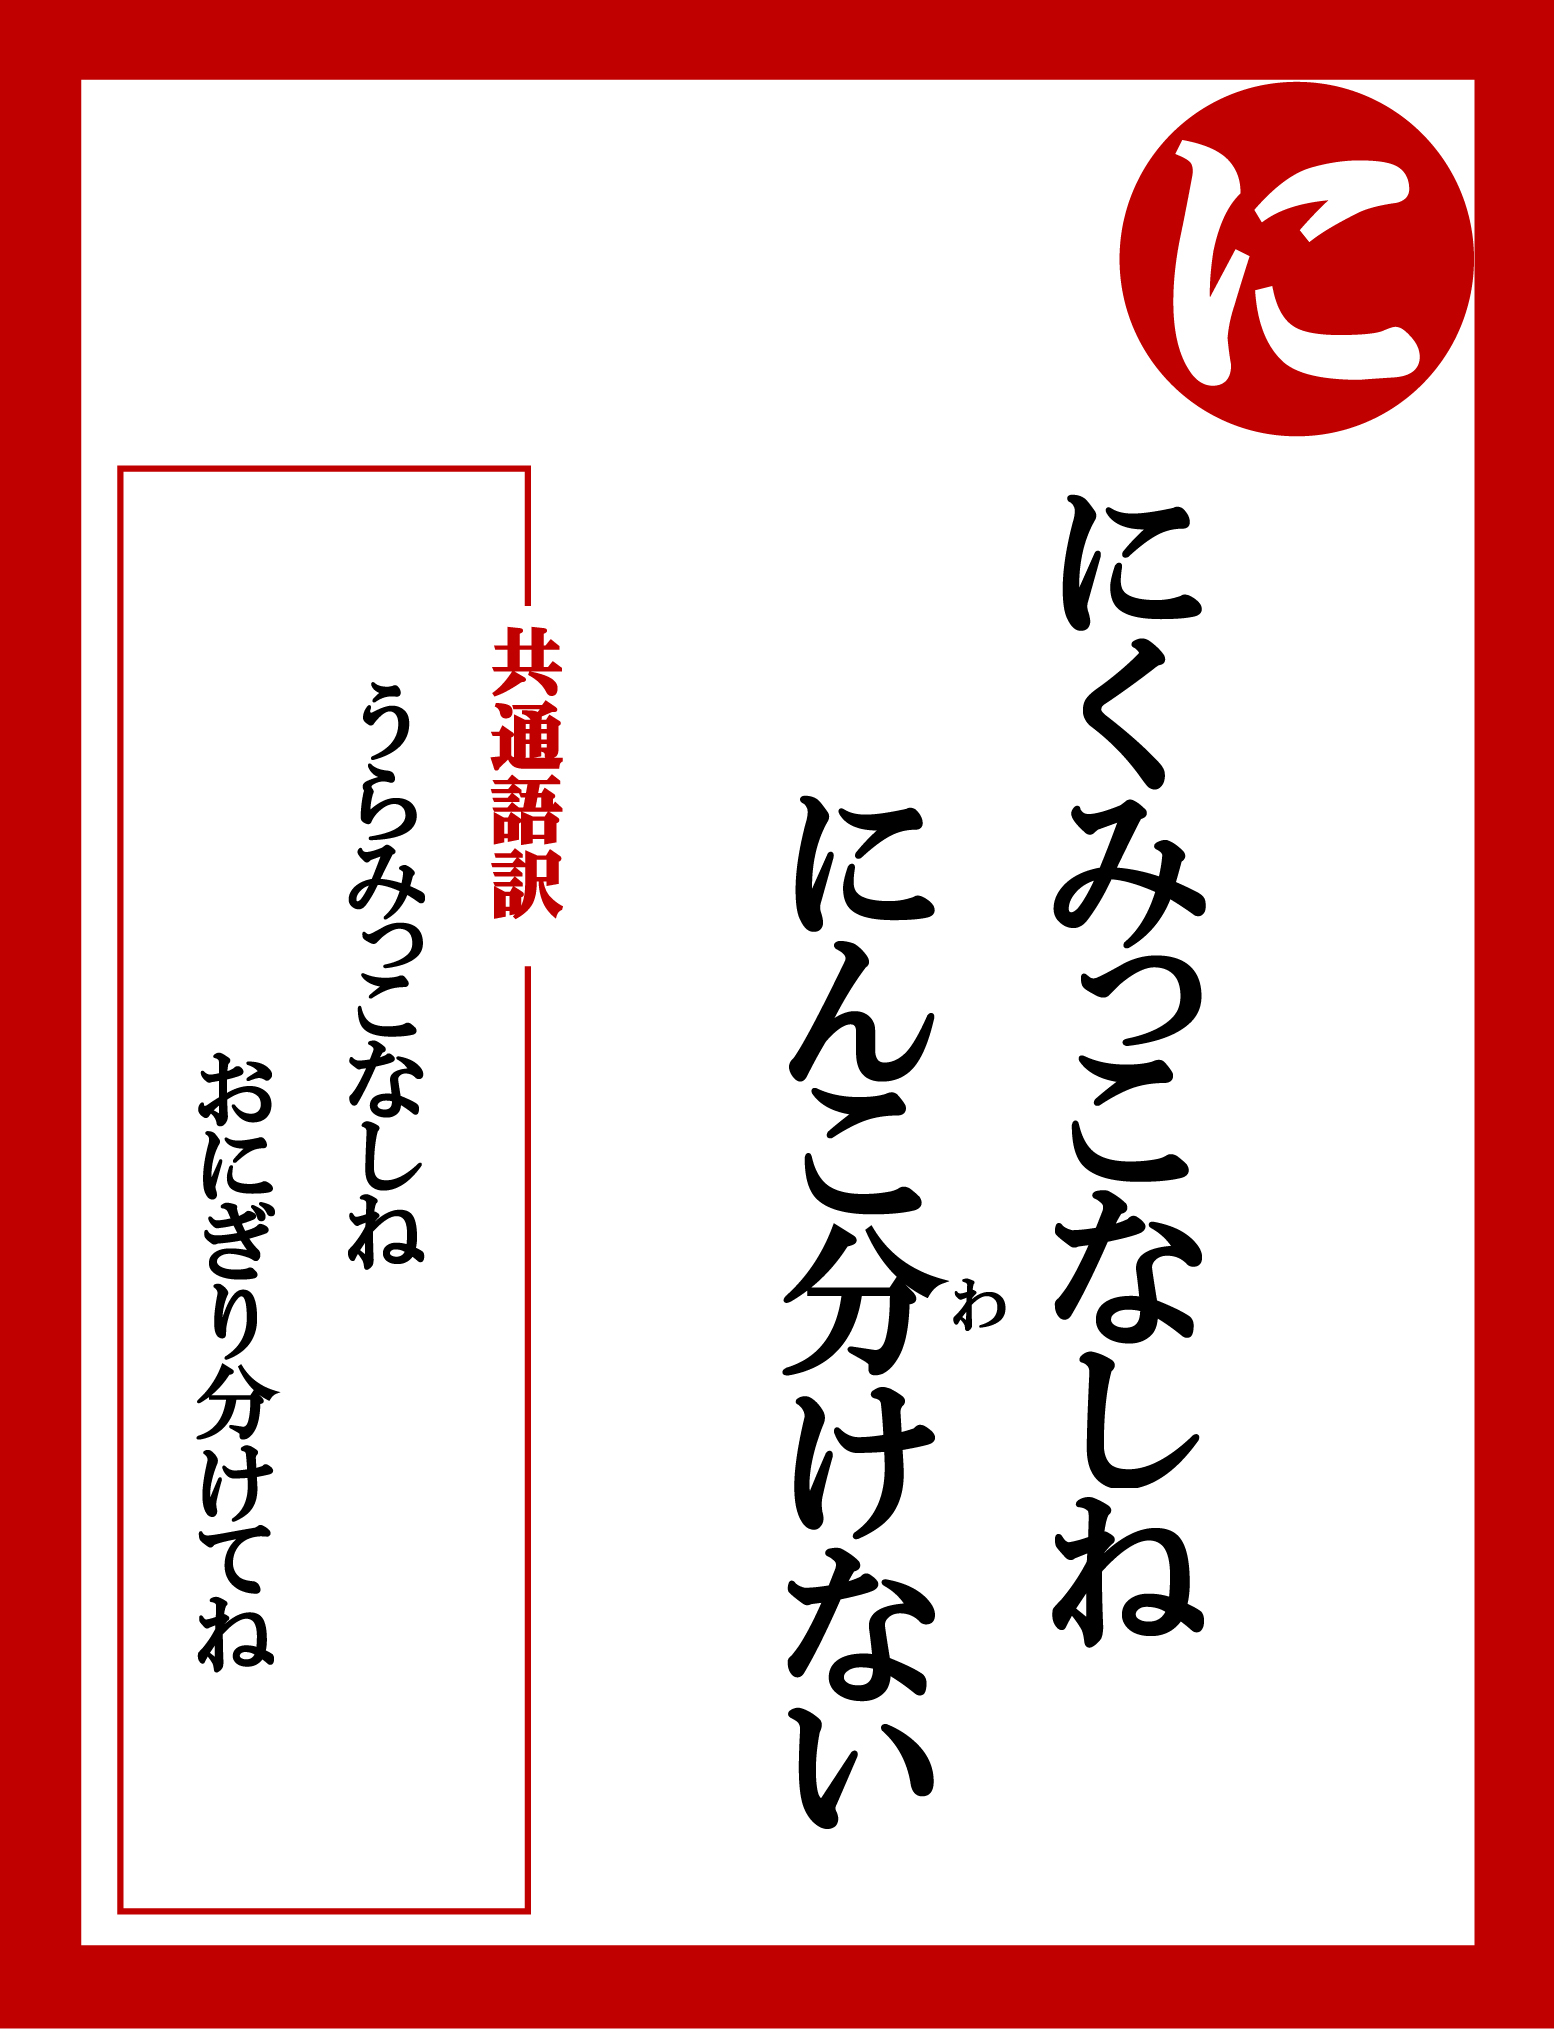 に
にくみっこなしね
にんこ分けない
わ
共通語訳
うらみっこなしね
おにぎり分けてね